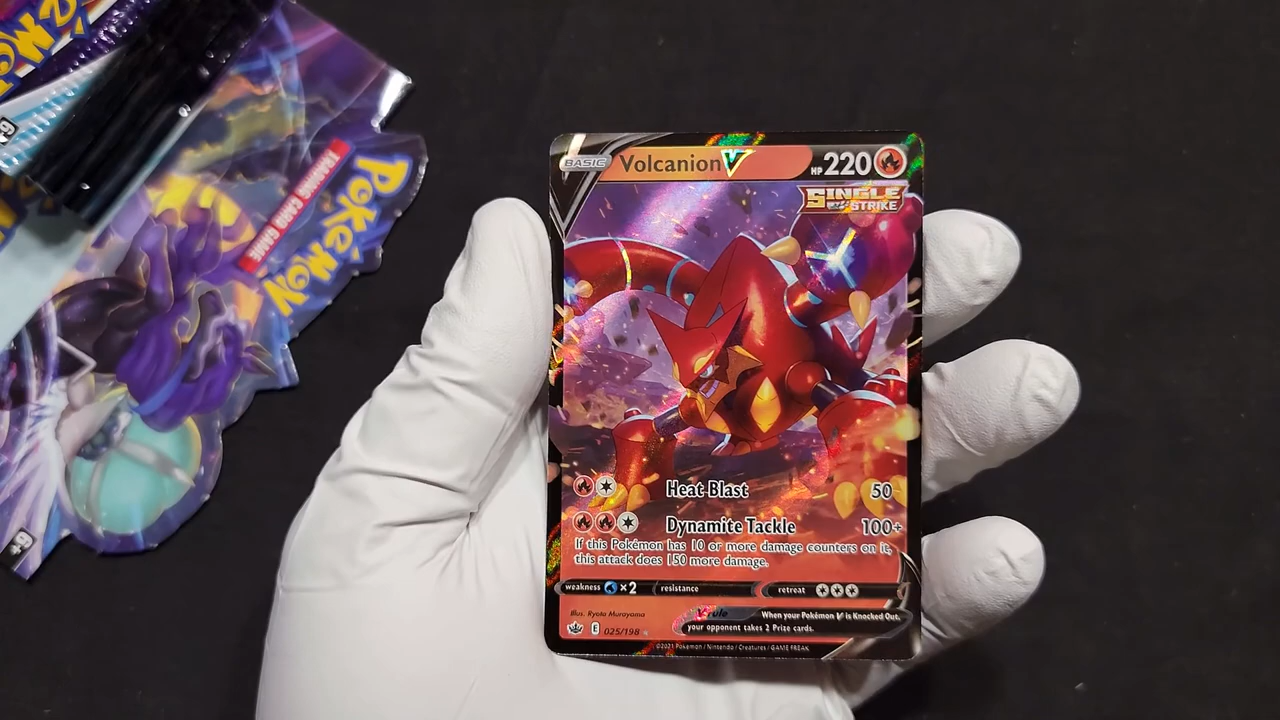 POKéMON
TRADING CARD GAME
+6
+6
BASIC
Volcanion V
HP 220
SINGLE STRIKE
Heat Blast 50
Dynamite Tackle 100+
If this Pokémon has 10 or more damage counters on it,
this attack does 150 more damage.
weakness ×2 resistance retreat
Illus. Ryota Murayama
V rule When your Pokémon V is Knocked Out,
your opponent takes 2 Prize cards.
E 025/198
©2021 Pokémon / Nintendo / Creatures / GAME FREAK